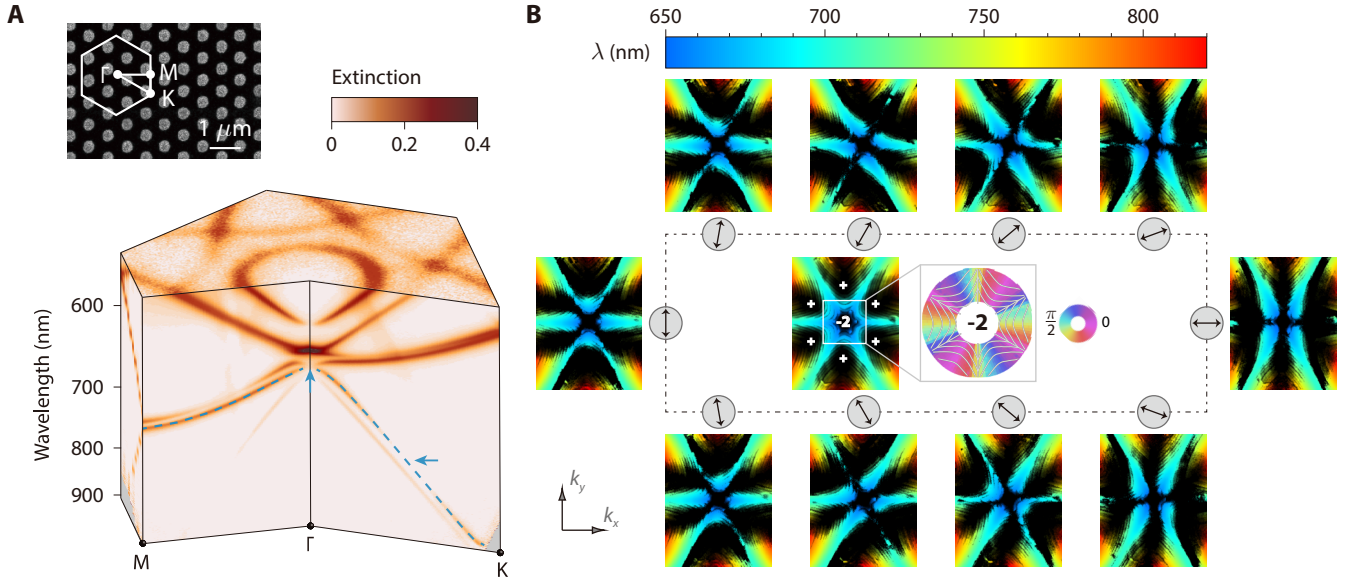 A
Γ
M
K
1 μm
Extinction
0
0.2
0.4
Wavelength (nm)
600
700
800
900
M
Γ
K
B
650
700
750
800
λ (nm)
-2
-2
π/2
0
k_y
k_x